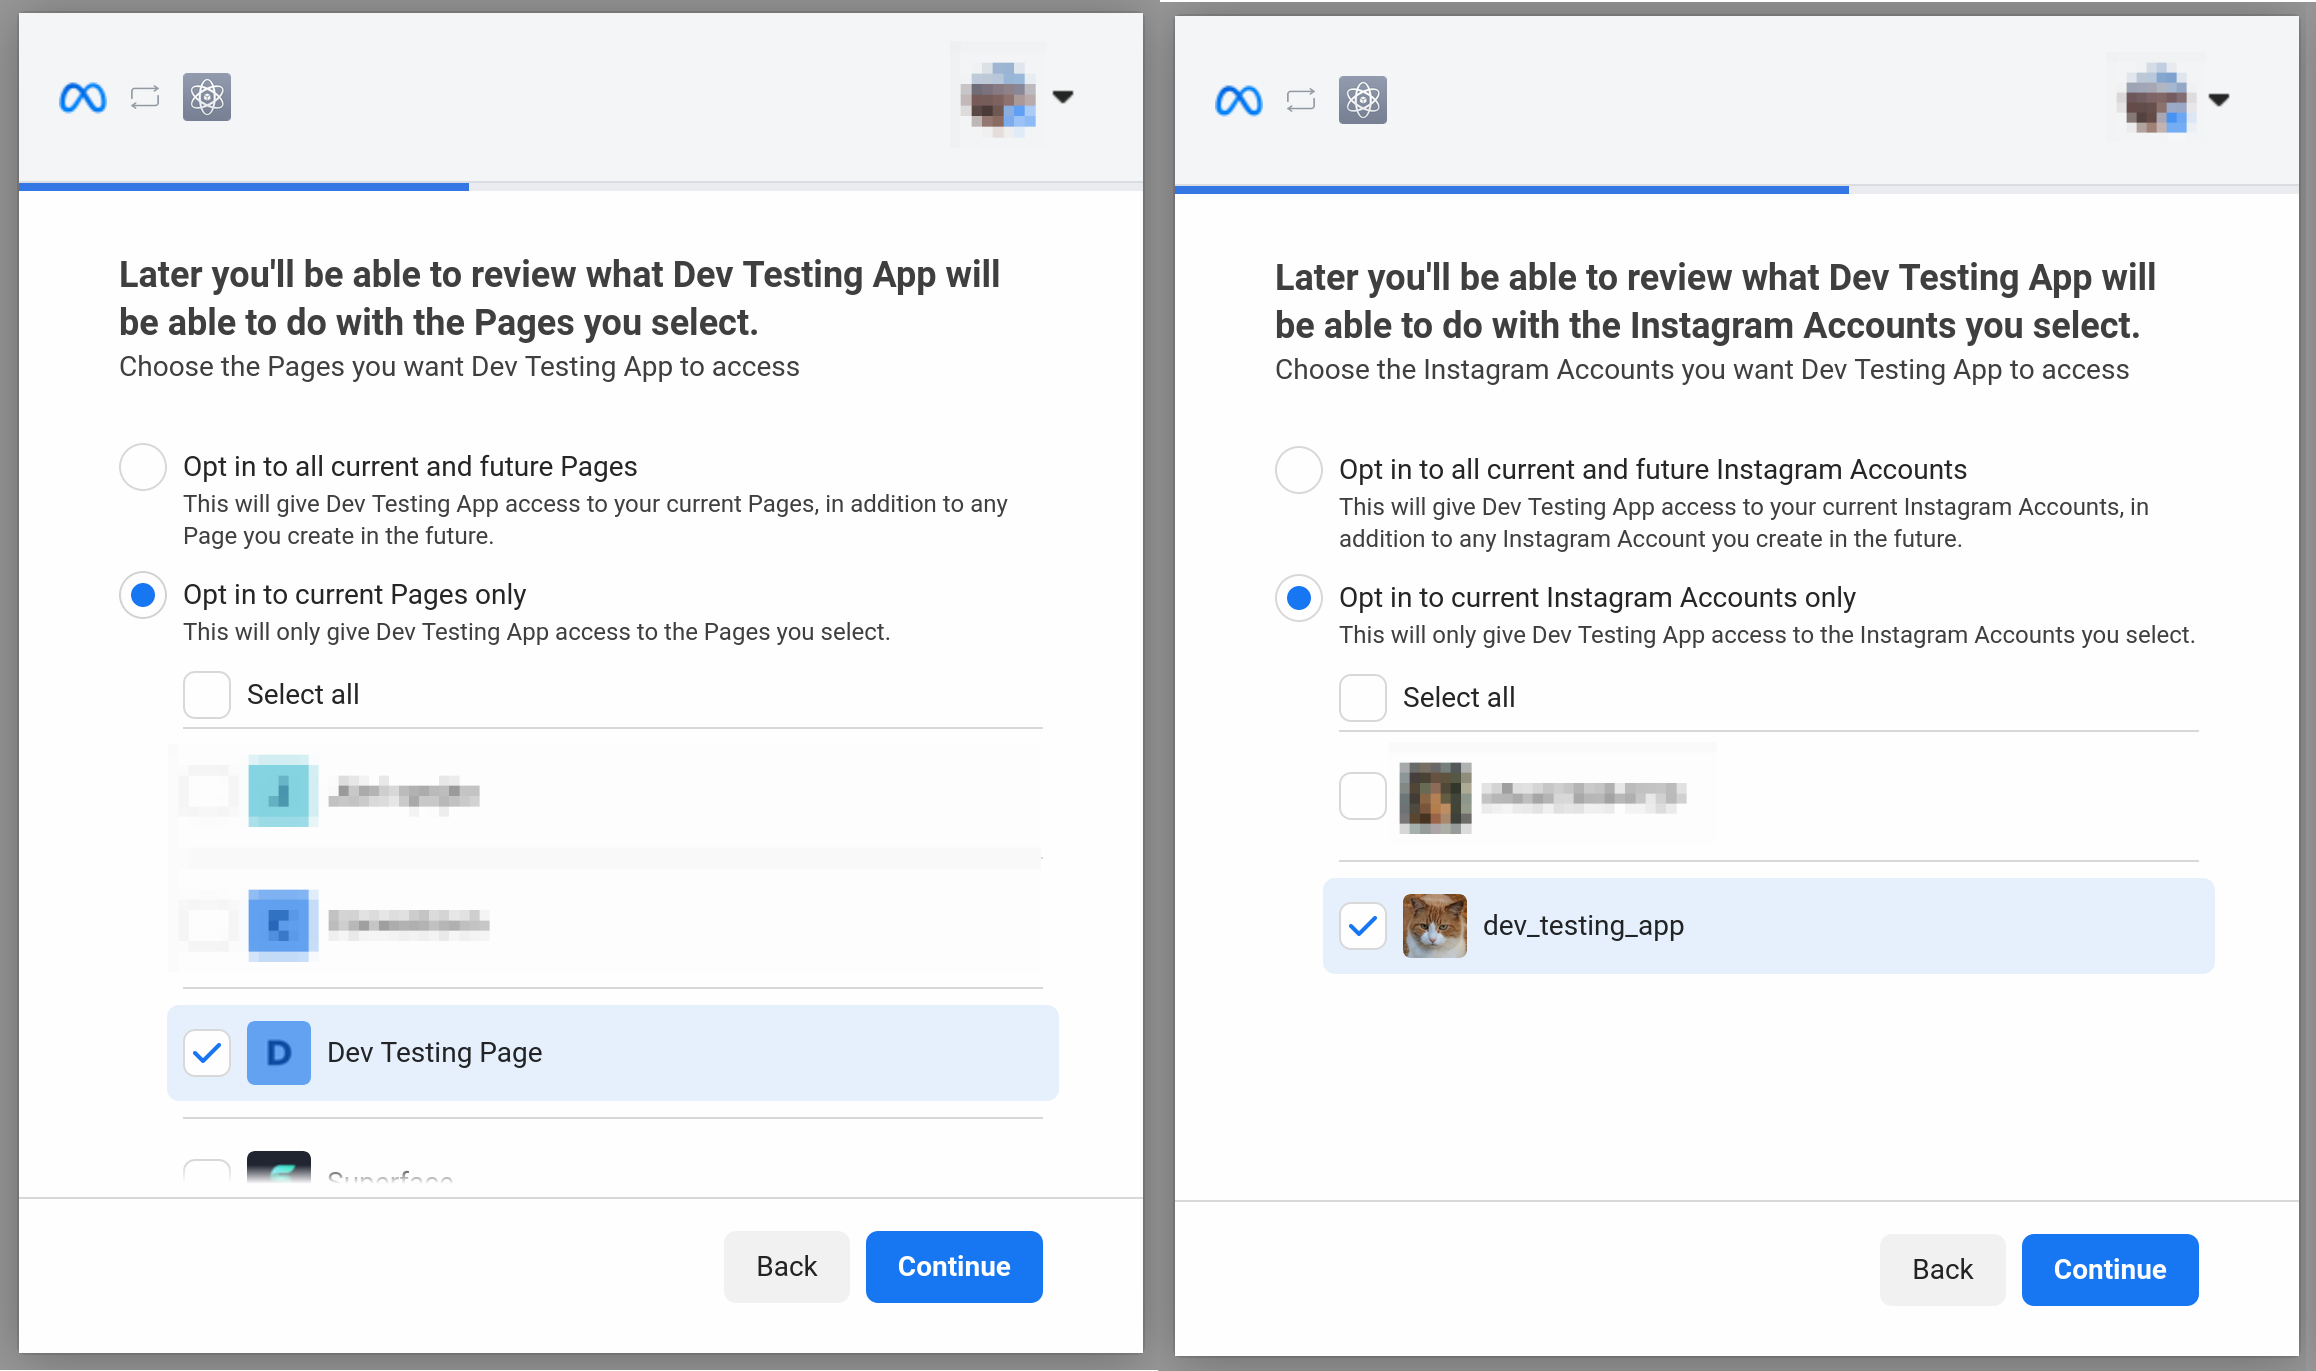 Later you'll be able to review what Dev Testing App will
be able to do with the Pages you select.
Choose the Pages you want Dev Testing App to access
Opt in to all current and future Pages
This will give Dev Testing App access to your current Pages, in addition to any
Page you create in the future.
Opt in to current Pages only
This will only give Dev Testing App access to the Pages you select.
Select all
J
D
Dev Testing Page
Superface
Back
Continue
Later you'll be able to review what Dev Testing App will
be able to do with the Instagram Accounts you select.
Choose the Instagram Accounts you want Dev Testing App to access
Opt in to all current and future Instagram Accounts
This will give Dev Testing App access to your current Instagram Accounts, in
addition to any Instagram Account you create in the future.
Opt in to current Instagram Accounts only
This will only give Dev Testing App access to the Instagram Accounts you select.
Select all
dev_testing_app
Back
Continue